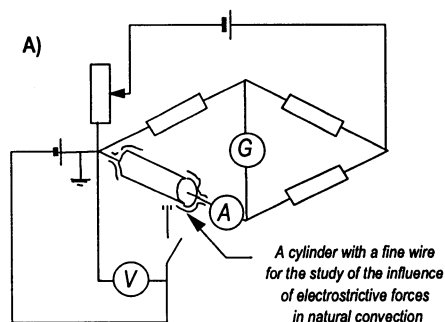 A)
G
A
V
A cylinder with a fine wire
for the study of the influence
of electrostrictive forces
in natural convection